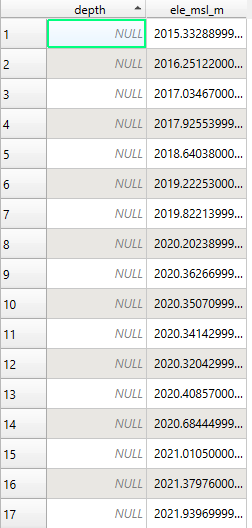 depth ele_msl_m
1 NULL 2015.33288999...
2 NULL 2016.25122000...
3 NULL 2017.03467000...
4 NULL 2017.92553999...
5 NULL 2018.64038000...
6 NULL 2019.22253000...
7 NULL 2019.82213999...
8 NULL 2020.20238999...
9 NULL 2020.36266999...
10 NULL 2020.35070999...
11 NULL 2020.34142999...
12 NULL 2020.32042999...
13 NULL 2020.40857000...
14 NULL 2020.68444999...
15 NULL 2021.01050000...
16 NULL 2021.37976000...
17 NULL 2021.93969999...